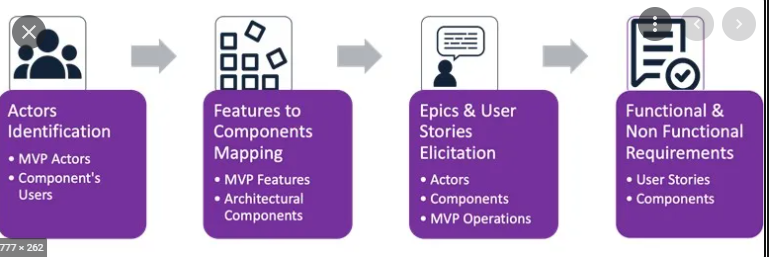 Actors
Identification
• MVP Actors
• Component's
Users
Features to
Components
Mapping
• MVP Features
• Architectural
Components
Epics & User
Stories
Elicitation
• Actors
• Components
• MVP Operations
Functional &
Non Functional
Requirements
• User Stories
• Components
777 × 262